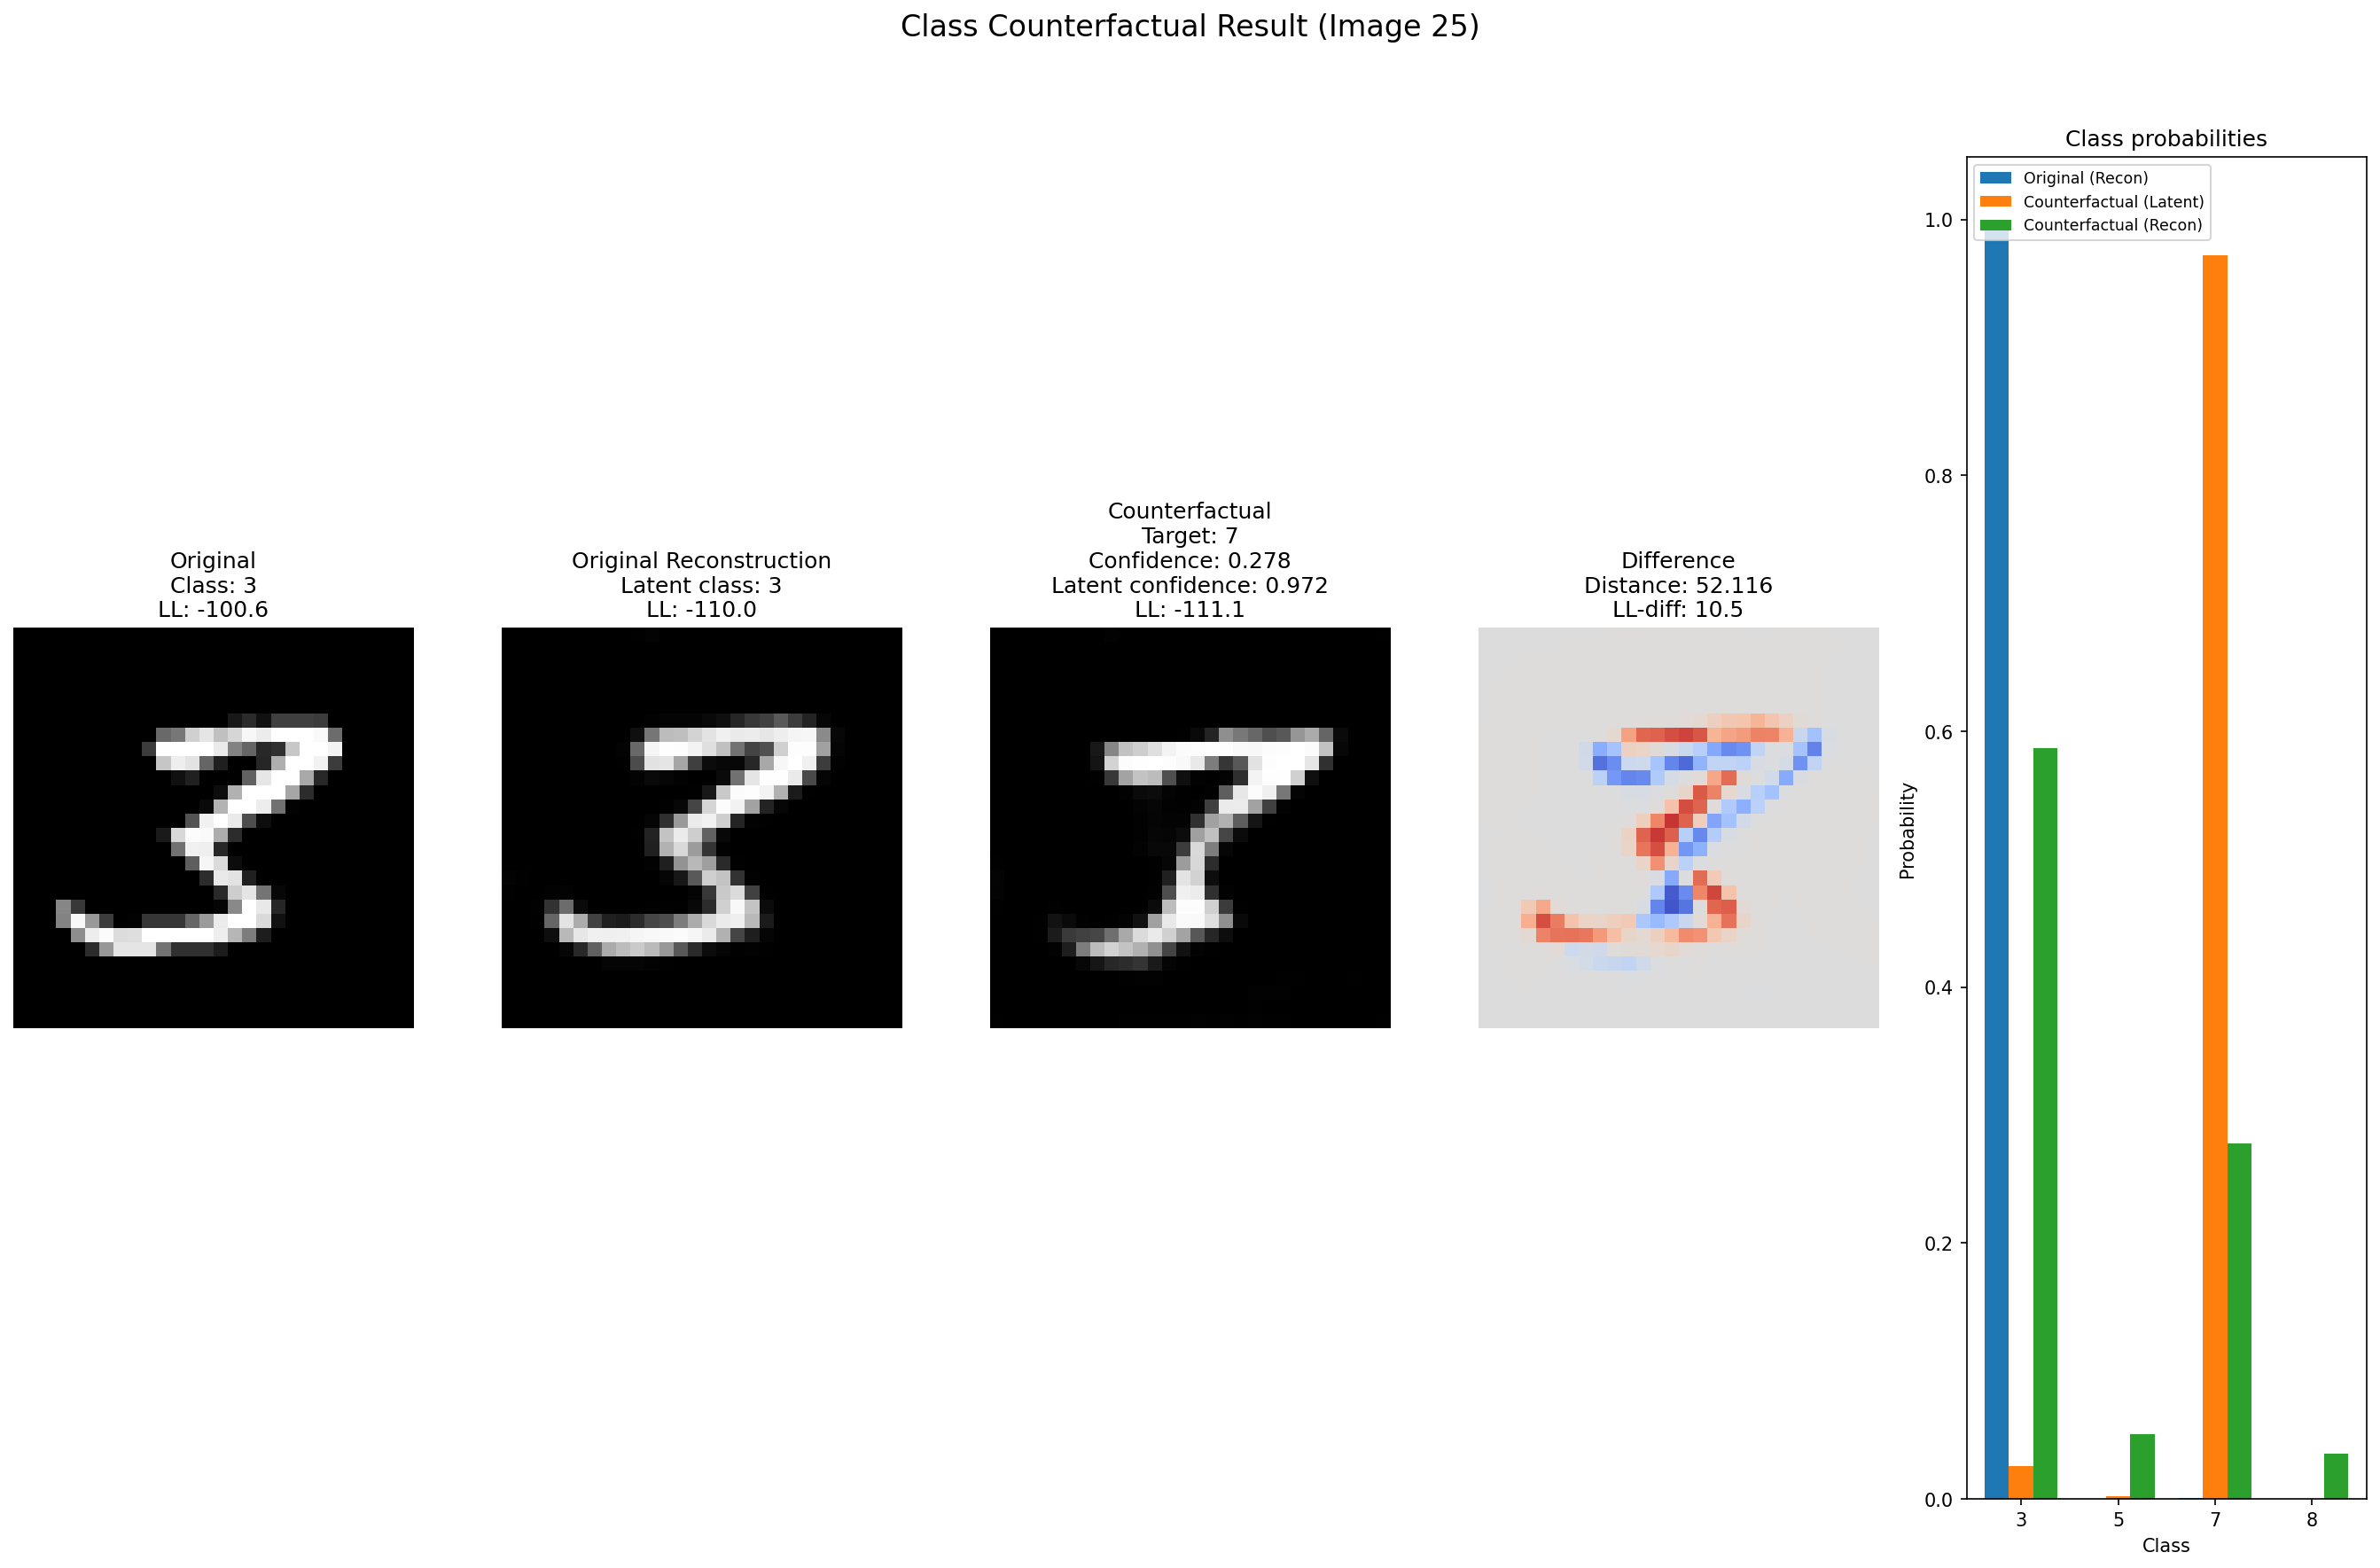 Class Counterfactual Result (Image 25)
Original
Class: 3
LL: -100.6
3
Original Reconstruction
Latent class: 3
LL: -110.0
3
Counterfactual
Target: 7
Confidence: 0.278
Latent confidence: 0.972
LL: -111.1
Difference
Distance: 52.116
LL-diff: 10.5
Class probabilities
Original (Recon)
Counterfactual (Latent)
Counterfactual (Recon)
Probability
1.0
0.8
0.6
0.4
0.2
0.0
3 5 7 8
Class